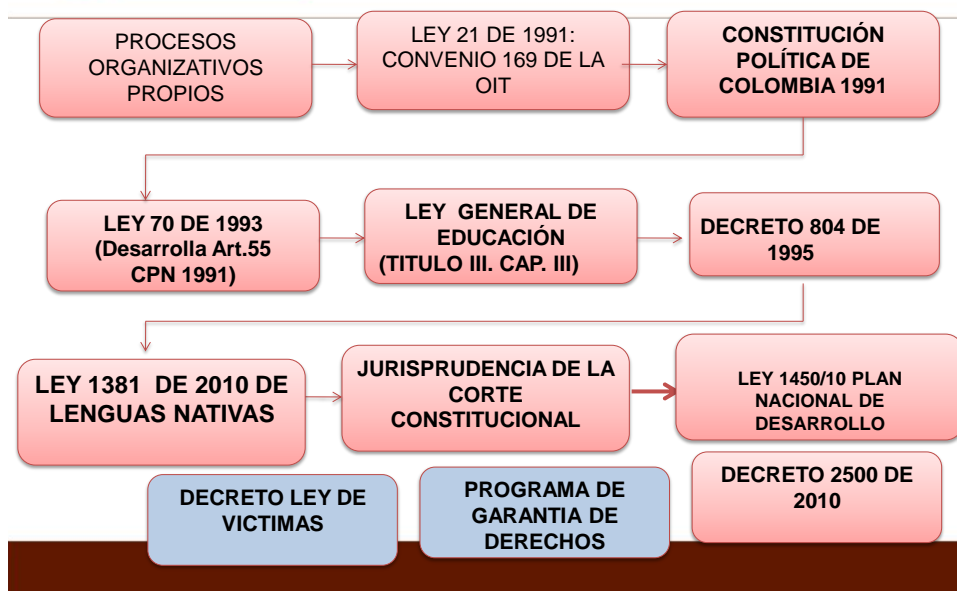 PROCESOS
ORGANIZATIVOS
PROPIOS
LEY 21 DE 1991:
CONVENIO 169 DE LA
OIT
CONSTITUCIÓN
POLÍTICA DE
COLOMBIA 1991
LEY 70 DE 1993
(Desarrolla Art.55
CPN 1991)
LEY GENERAL DE
EDUCACIÓN
(TITULO III. CAP. III)
DECRETO 804 DE
1995
LEY 1381 DE 2010 DE
LENGUAS NATIVAS
JURISPRUDENCIA DE LA
CORTE
CONSTITUCIONAL
LEY 1450/10 PLAN
NACIONAL DE
DESARROLLO
DECRETO LEY DE
VICTIMAS
PROGRAMA DE
GARANTIA DE
DERECHOS
DECRETO 2500 DE
2010